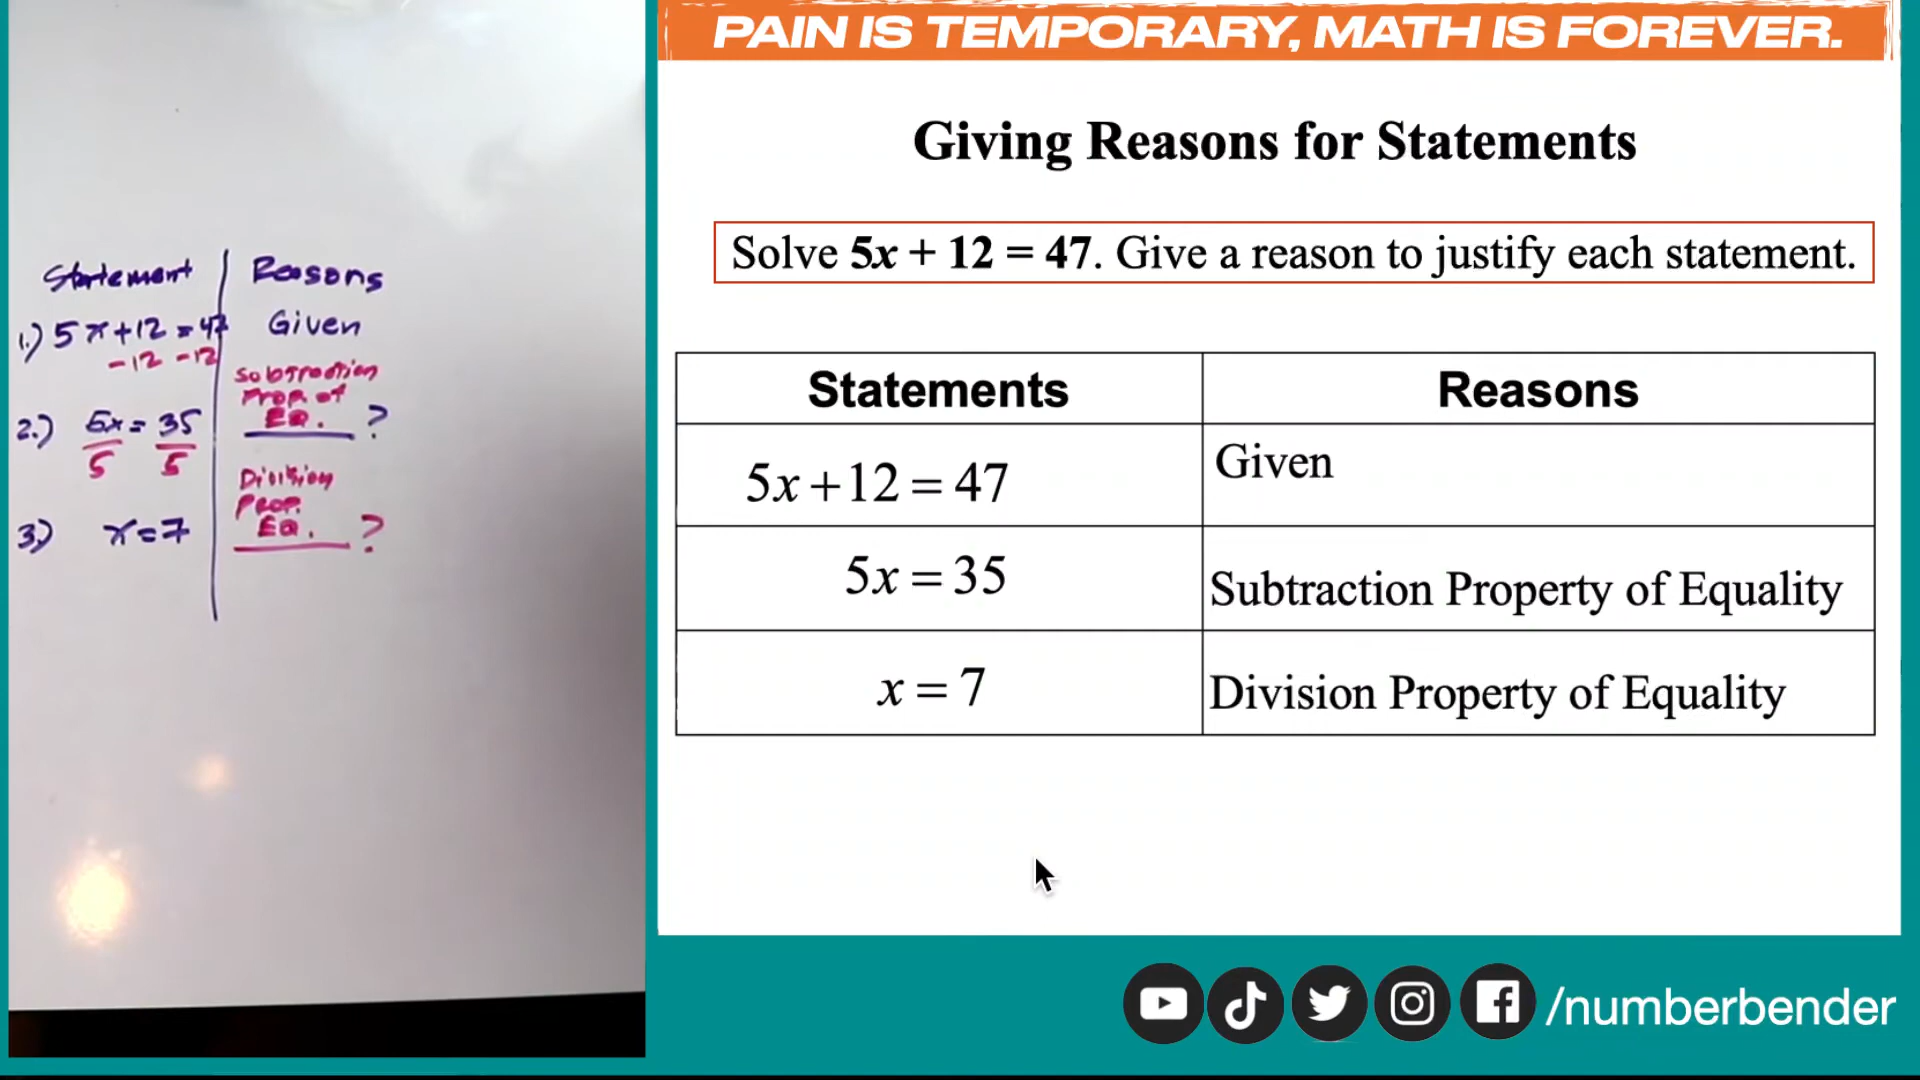 Statement Reasons
1.) 5x+12=47 Given
-12 -12
Subtraction
Prop. of
2.) 5x = 35 EQ. ?
5 5
Division
Prop.
3.) x=7 EQ. ?
PAIN IS TEMPORARY, MATH IS FOREVER.
Giving Reasons for Statements
Solve 5x + 12 = 47. Give a reason to justify each statement.
Statements Reasons
5x+12=47 Given
5x=35 Subtraction Property of Equality
x=7 Division Property of Equality
/numberbender